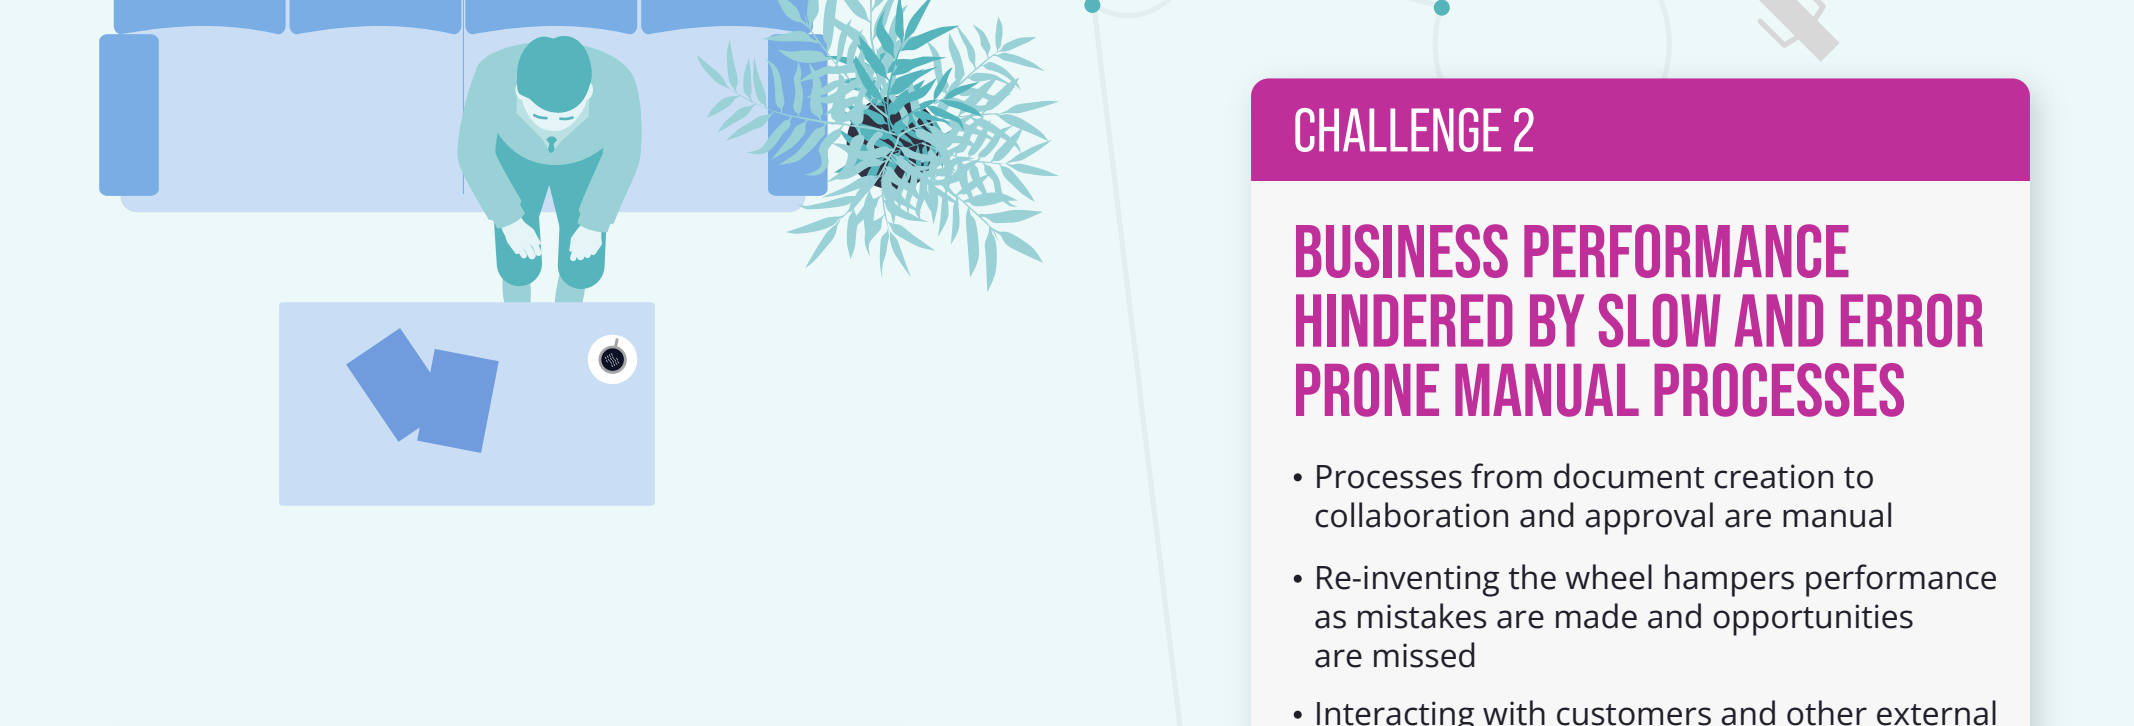 CHALLENGE 2
BUSINESS PERFORMANCE
HINDERED BY SLOW AND ERROR
PRONE MANUAL PROCESSES
• Processes from document creation to
collaboration and approval are manual
• Re-inventing the wheel hampers performance
as mistakes are made and opportunities
are missed
• Interacting with customers and other external